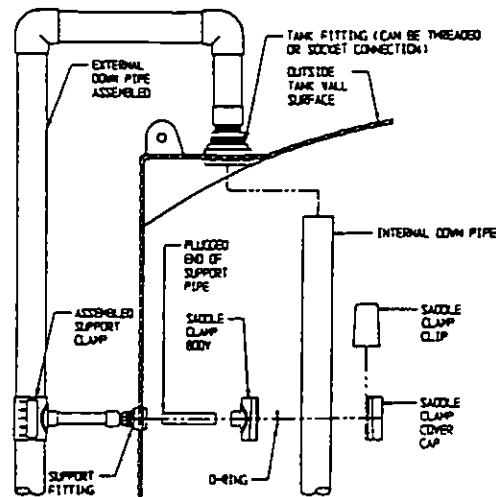 TANK FITTING (CAN BE THREADED
OR SOCKET CONNECTION)
EXTERNAL
DOWN PIPE
ASSEMBLED
OUTSIDE
TANK WALL
SURFACE
INTERNAL DOWN PIPE
PLUGGED
END OF
SUPPORT
PIPE
ASSEMBLED
SUPPORT
CLAMP
SADDLE
CLAMP
BODY
SADDLE
CLAMP
CLIP
SADDLE
CLAMP
COVER
CAP
SUPPORT
FITTING
O-RING